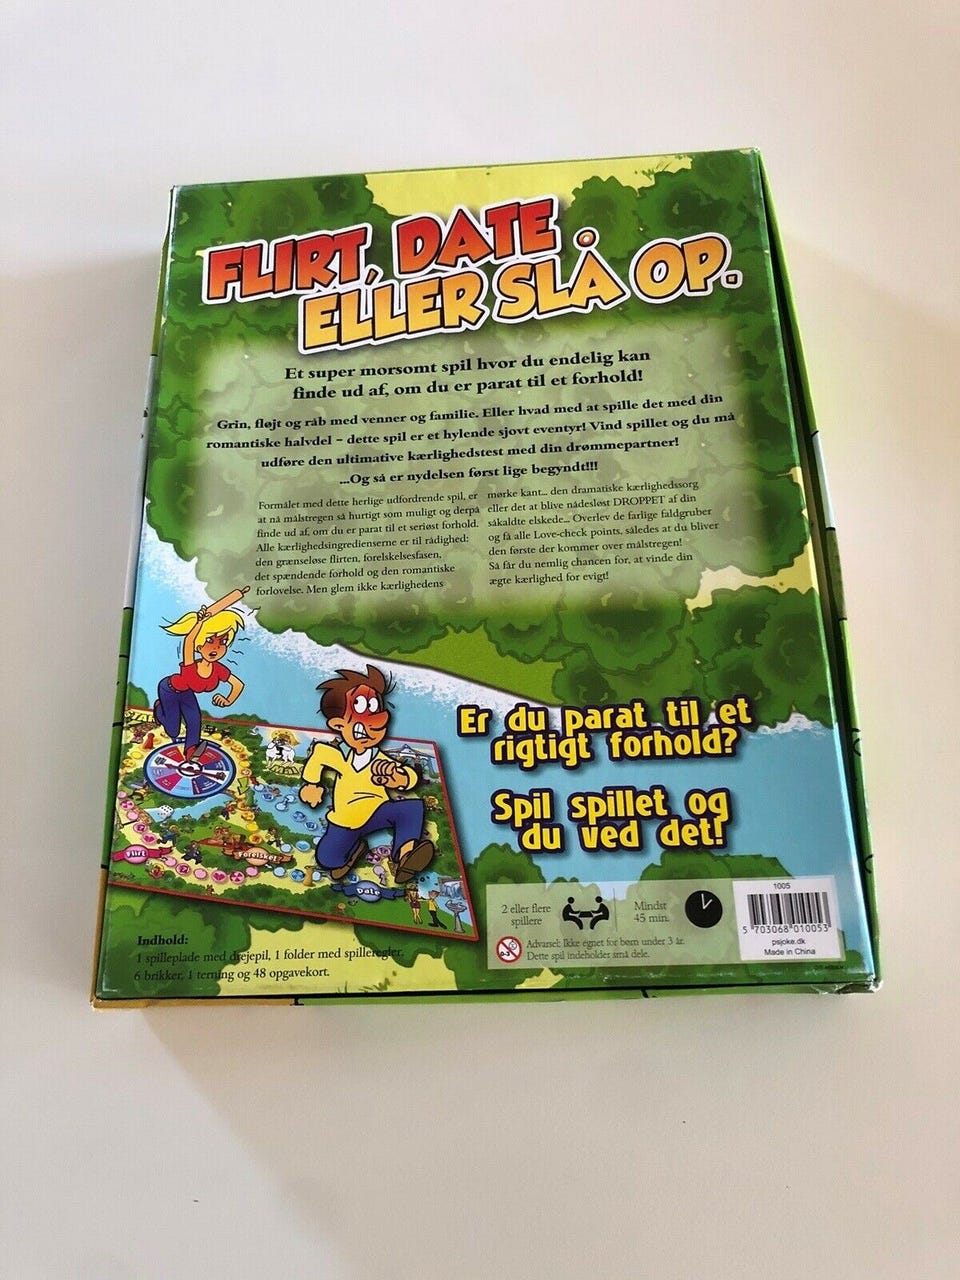 FLIRT, DATE
ELLER SLÅ OP.
Et super morsomt spil hvor du endelig kan
finde ud af, om du er parat til et forhold!
Grin, fløjt og råb med venner og familie. Eller hvad med at spille det med din
romantiske halvdel – dette spil er et hylende sjovt eventyr! Vind spillet og du må
udføre den ultimative kærlighedstest med din drømmepartner!
...Og så er nydelsen først lige begyndt!!!
Formålet med dette herlige udfordrende spil, er
at nå målstregen så hurtigt som muligt og derpå
finde ud af, om du er parat til et seriøst forhold.
Alle kærlighedsingredienserne er til rådighed:
den grænseløse flirten, forelskelsesfasen,
det spændende forhold og den romantiske
forlovelse. Men glem ikke kærlighedens
mørke kant... den dramatiske kærlighedssorg
eller det at blive nådesløst DROPPET af din
såkaldte elskede... Overlev de farlige faldgruber
og få alle Love-check points, således at du bliver
den første der kommer over målstregen!
Så får du nemlig chancen for, at vinde din
ægte kærlighed for evigt!
Er du parat til et
rigtigt forhold?
Spil spillet og
du ved det!
START
Flirt
Forelsket
Date
Indhold:
1 spilleplade med drejepil, 1 folder med spilleregler,
6 brikker, 1 terning og 48 opgavekort.
2 eller flere
spillere
Mindst
45 min.
0-3
Advarsel: Ikke egnet for børn under 3 år.
Dette spil indeholder små dele.
1005
5 703068 010053
psjoke.dk
Made in China